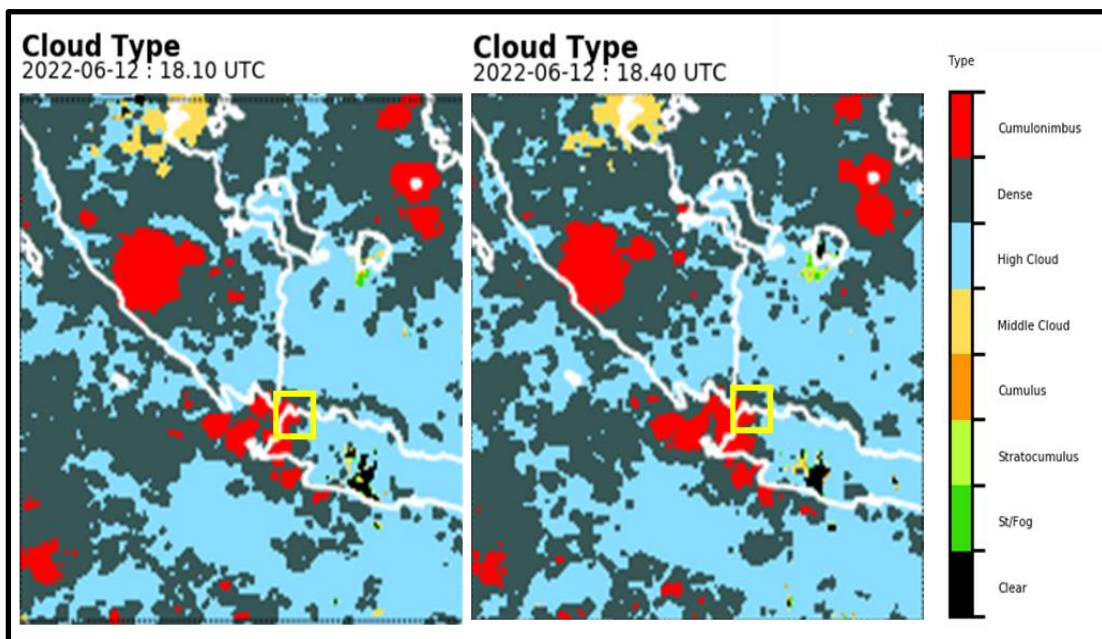 Cloud Type
2022-06-12 : 18.10 UTC
Cloud Type
2022-06-12 : 18.40 UTC
Type
Cumulonimbus
Dense
High Cloud
Middle Cloud
Cumulus
Stratocumulus
St/Fog
Clear